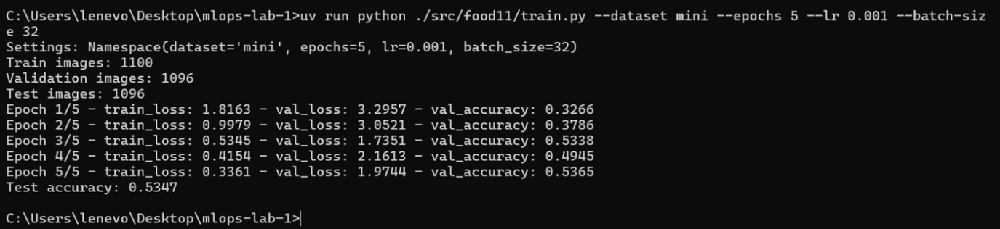 C:\Users\lenevo\Desktop\mlops-lab-1>uv run python ./src/food11/train.py --dataset mini --epochs 5 --lr 0.001 --batch-siz
e 32
Settings: Namespace(dataset='mini', epochs=5, lr=0.001, batch_size=32)
Train images: 1100
Validation images: 1096
Test images: 1096
Epoch 1/5 - train_loss: 1.8163 - val_loss: 3.2957 - val_accuracy: 0.3266
Epoch 2/5 - train_loss: 0.9979 - val_loss: 3.0521 - val_accuracy: 0.3786
Epoch 3/5 - train_loss: 0.5345 - val_loss: 1.7351 - val_accuracy: 0.5338
Epoch 4/5 - train_loss: 0.4154 - val_loss: 2.1613 - val_accuracy: 0.4945
Epoch 5/5 - train_loss: 0.3361 - val_loss: 1.9744 - val_accuracy: 0.5365
Test accuracy: 0.5347
C:\Users\lenevo\Desktop\mlops-lab-1>